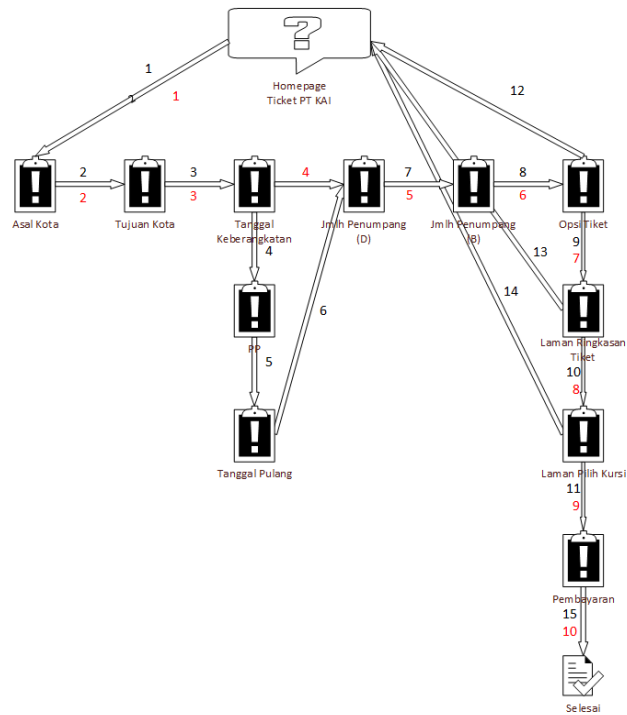 Homepage
Ticket PT KAI
1
1
12
2
3
4
7
8
2
3
5
6
Asal Kota
Tujuan Kota
Tanggal
Keberangkatan
Jmlh Penumpang
(D)
Jmlh Penumpang
(B)
Opsi Tiket
4
13
9
7
14
6
PP
Laman Ringkasan
Tiket
5
10
8
Tanggal Pulang
Laman Pilih Kursi
11
9
Pembayaran
15
10
Selesai